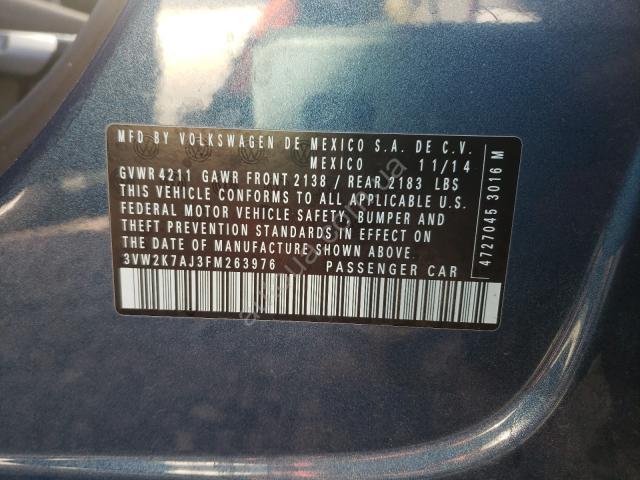 MFD BY VOLKSWAGEN DE MEXICO S.A. DE C.V.
MEXICO 11/14
GVWR 4211 GAWR FRONT 2138 / REAR 2183 LBS
THIS VEHICLE CONFORMS TO ALL APPLICABLE U.S.
FEDERAL MOTOR VEHICLE SAFETY, BUMPER AND
THEFT PREVENTION STANDARDS IN EFFECT ON
THE DATE OF MANUFACTURE SHOWN ABOVE.
3VW2K7AJ3FM263976 PASSENGER CAR
4727045 3016 M